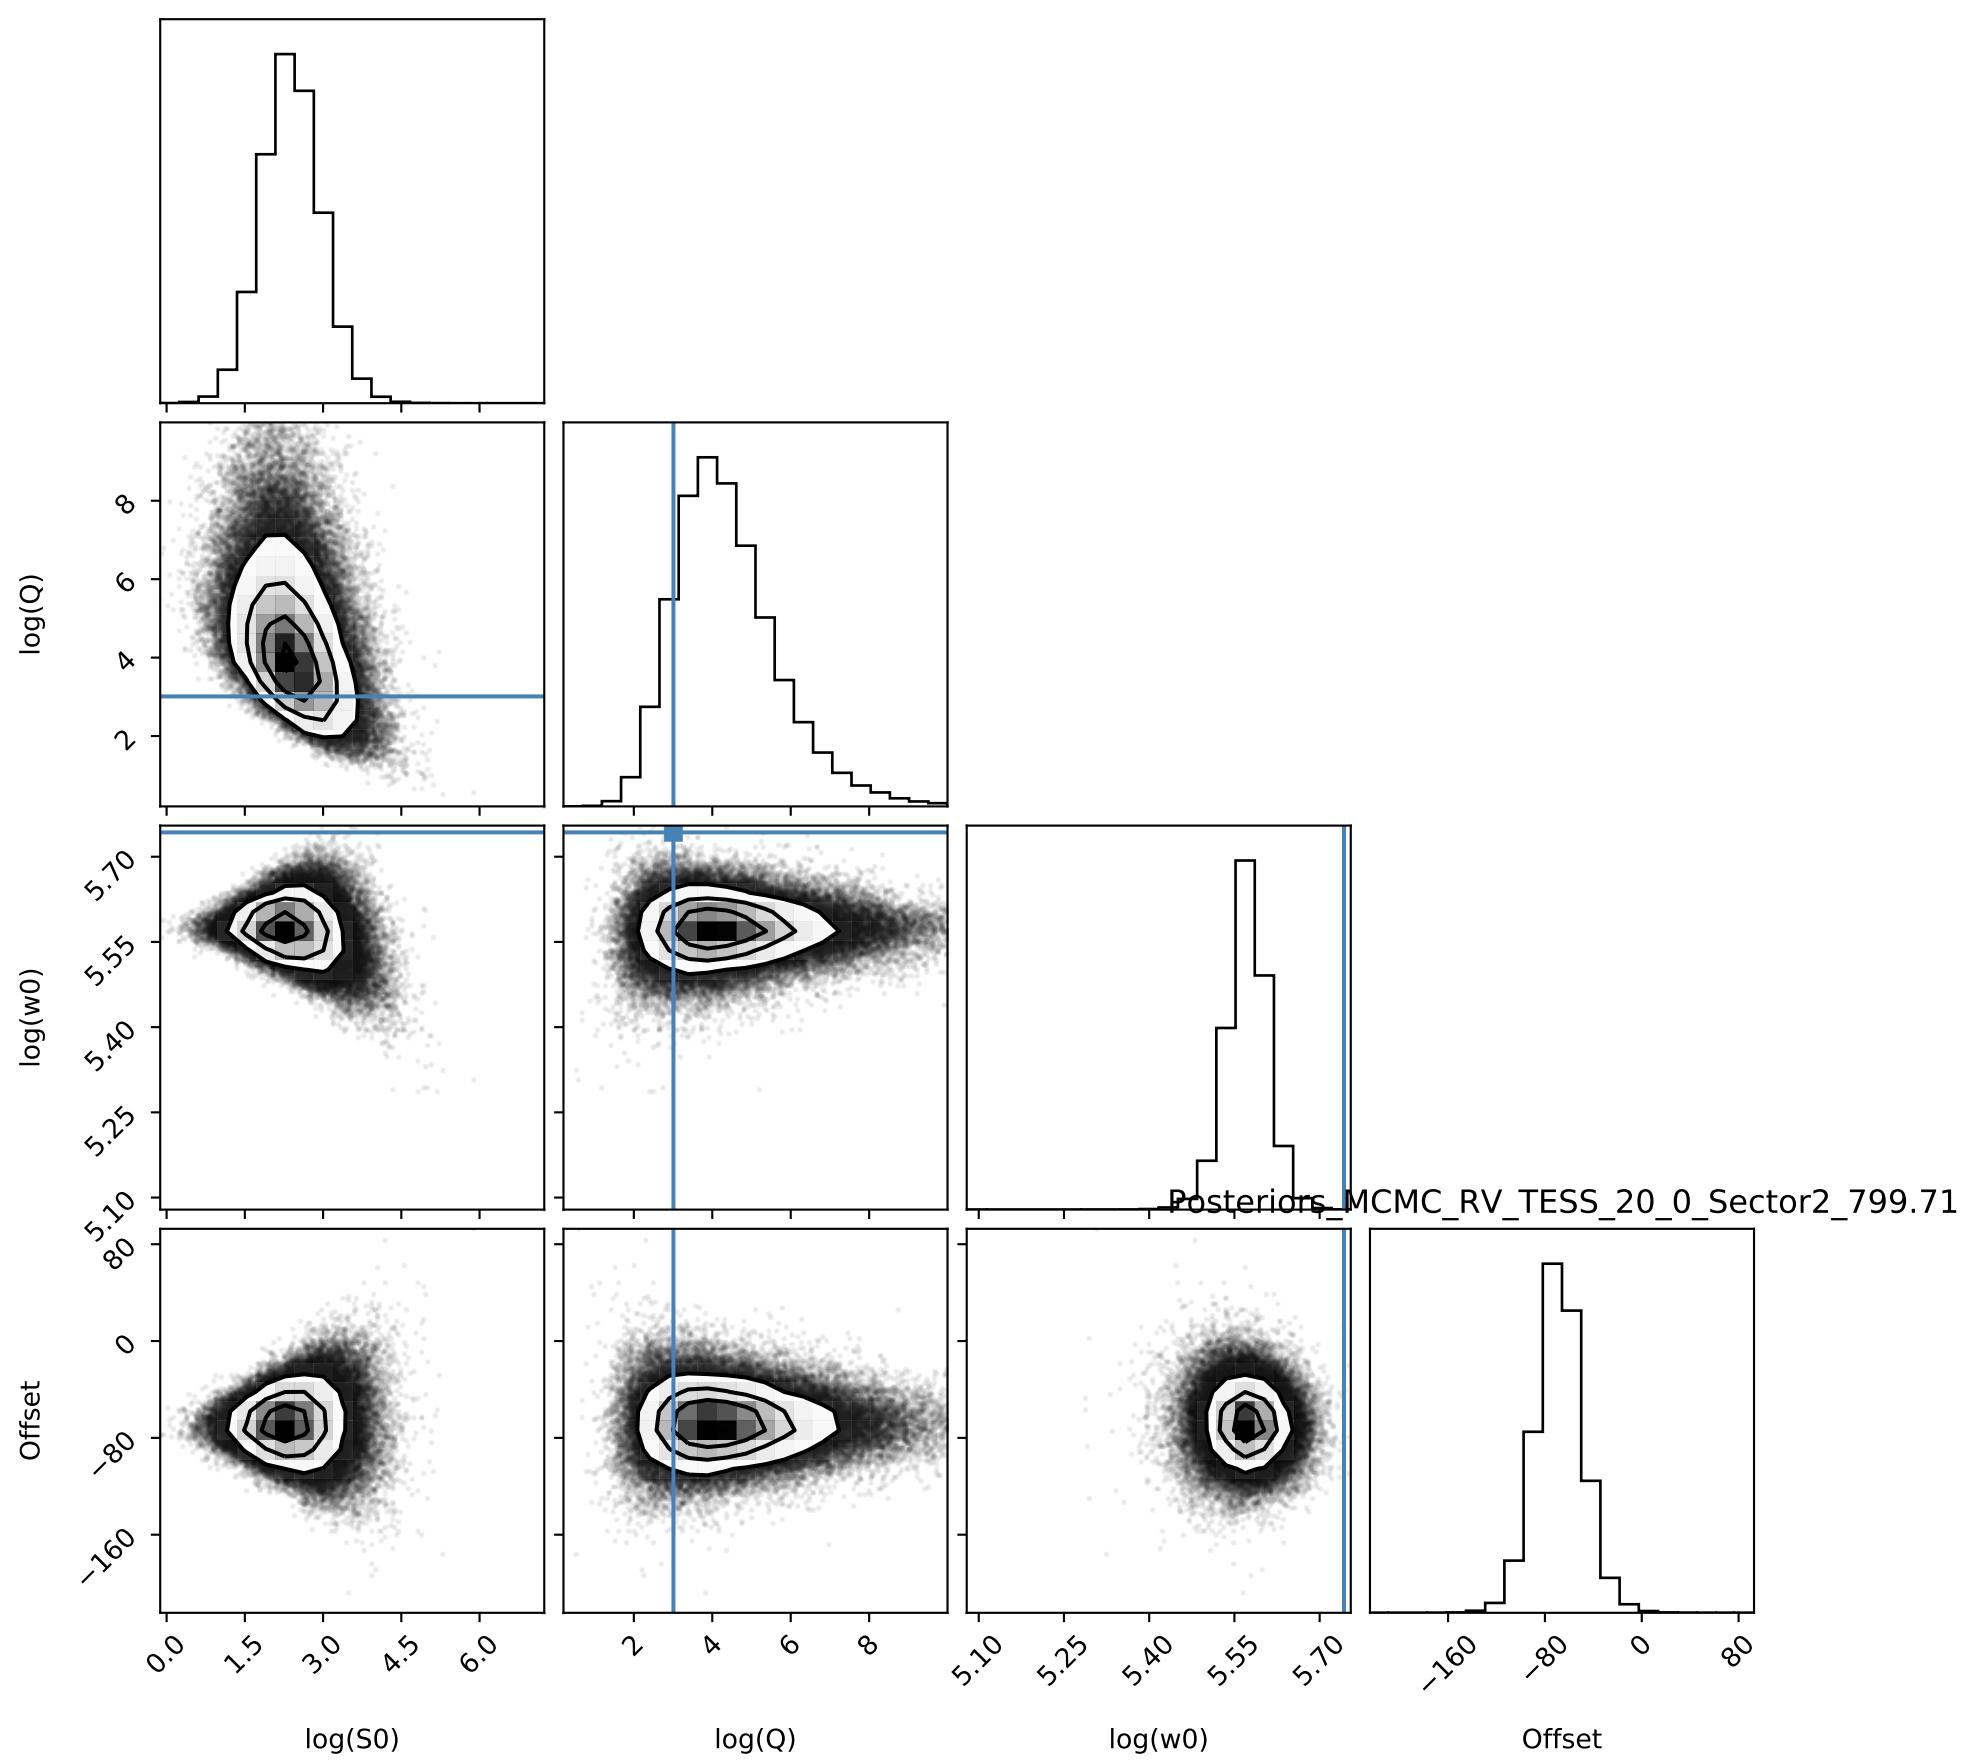 log(Q)
8
6
4
2
log(w0)
5.70
5.55
5.40
5.25
5.10
Posteriors_MCMC_RV_TESS_20_0_Sector2_799.71
Offset
80
0
−80
−160
0.0 1.5 3.0 4.5 6.0 2 4 6 8 5.10 5.25 5.40 5.55 5.70 −160 −80 0 80
log(S0) log(Q) log(w0) Offset